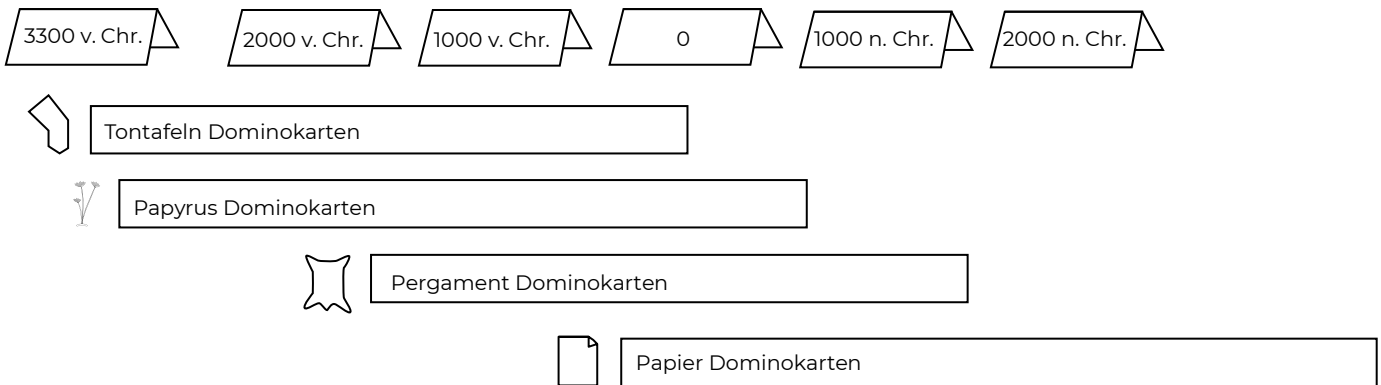 3300 v. Chr.
2000 v. Chr.
1000 v. Chr.
0
1000 n. Chr.
2000 n. Chr.
Tontafeln Dominokarten
Papyrus Dominokarten
Pergament Dominokarten
Papier Dominokarten